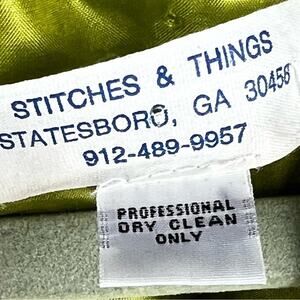 STITCHES & THINGS
STATESBORO, GA 30458
912-489-9957
PROFESSIONAL
DRY CLEAN
ONLY